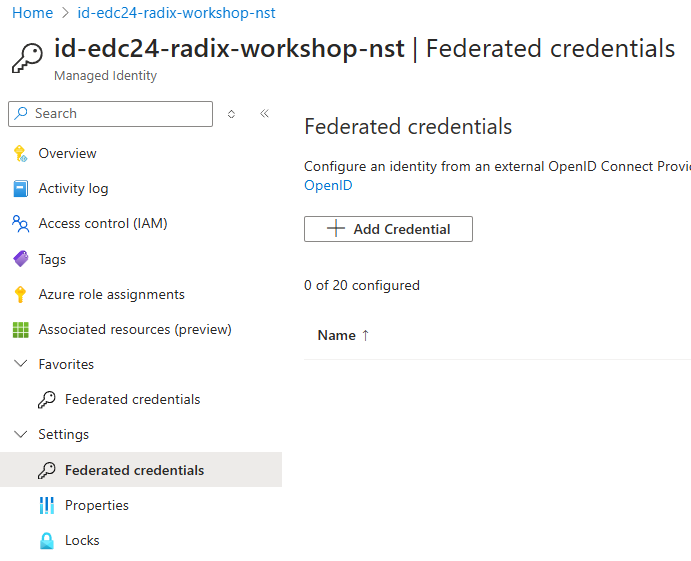 Home > id-edc24-radix-workshop-nst
id-edc24-radix-workshop-nst | Federated credentials
Managed Identity
Search
Overview
Activity log
Access control (IAM)
Tags
Azure role assignments
Associated resources (preview)
Favorites
Federated credentials
Settings
Federated credentials
Properties
Locks
Federated credentials
Configure an identity from an external OpenID Connect
OpenID
Add Credential
0 of 20 configured
Name ↑